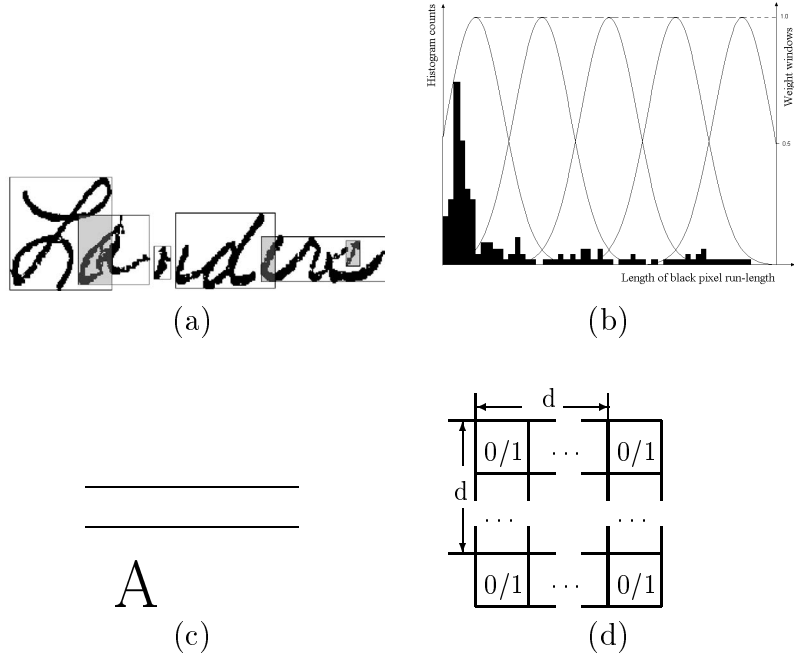 Histogram counts
Weight windows
1.0
0.5
Length of black pixel run-length
(a)
(b)
A
(c)
d
d
0/1 . . . 0/1
. . . . . .
0/1 . . . 0/1
(d)